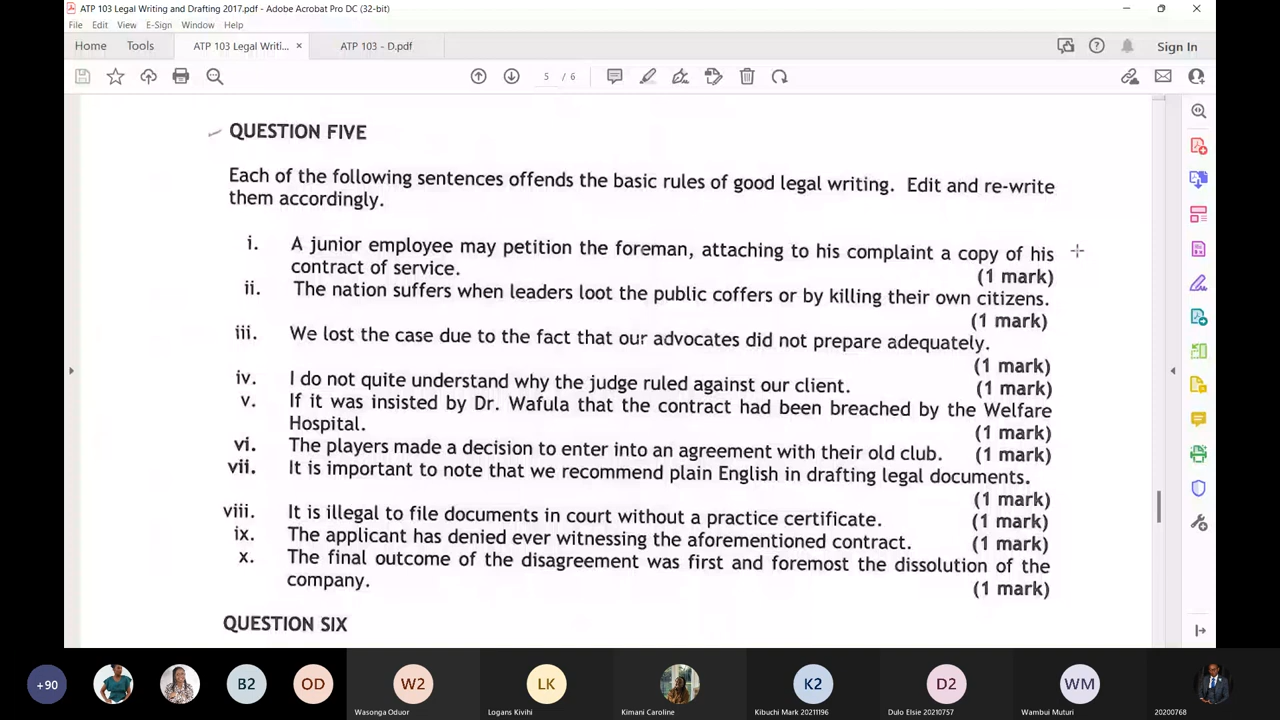 ATP 103 Legal Writing and Drafting 2017.pdf - Adobe Acrobat Pro DC (32-bit)
File Edit View E-Sign Window Help
Home Tools ATP 103 Legal Writi... × ATP 103 - D.pdf Sign In
5 / 6
QUESTION FIVE
Each of the following sentences offends the basic rules of good legal writing. Edit and re-write
them accordingly.
i. A junior employee may petition the foreman, attaching to his complaint a copy of his
contract of service. (1 mark)
ii. The nation suffers when leaders loot the public coffers or by killing their own citizens.
(1 mark)
iii. We lost the case due to the fact that our advocates did not prepare adequately.
(1 mark)
iv. I do not quite understand why the judge ruled against our client. (1 mark)
v. If it was insisted by Dr. Wafula that the contract had been breached by the Welfare
Hospital. (1 mark)
vi. The players made a decision to enter into an agreement with their old club. (1 mark)
vii. It is important to note that we recommend plain English in drafting legal documents.
(1 mark)
viii. It is illegal to file documents in court without a practice certificate. (1 mark)
ix. The applicant has denied ever witnessing the aforementioned contract. (1 mark)
x. The final outcome of the disagreement was first and foremost the dissolution of the
company. (1 mark)
QUESTION SIX
+90 B2 OD W2 LK K2 D2 WM
Wasonga Oduor Logans Kivihi Kimani Caroline Kibuchi Mark 20211196 Dulo Elsie 20210757 Wambui Muturi 20200768